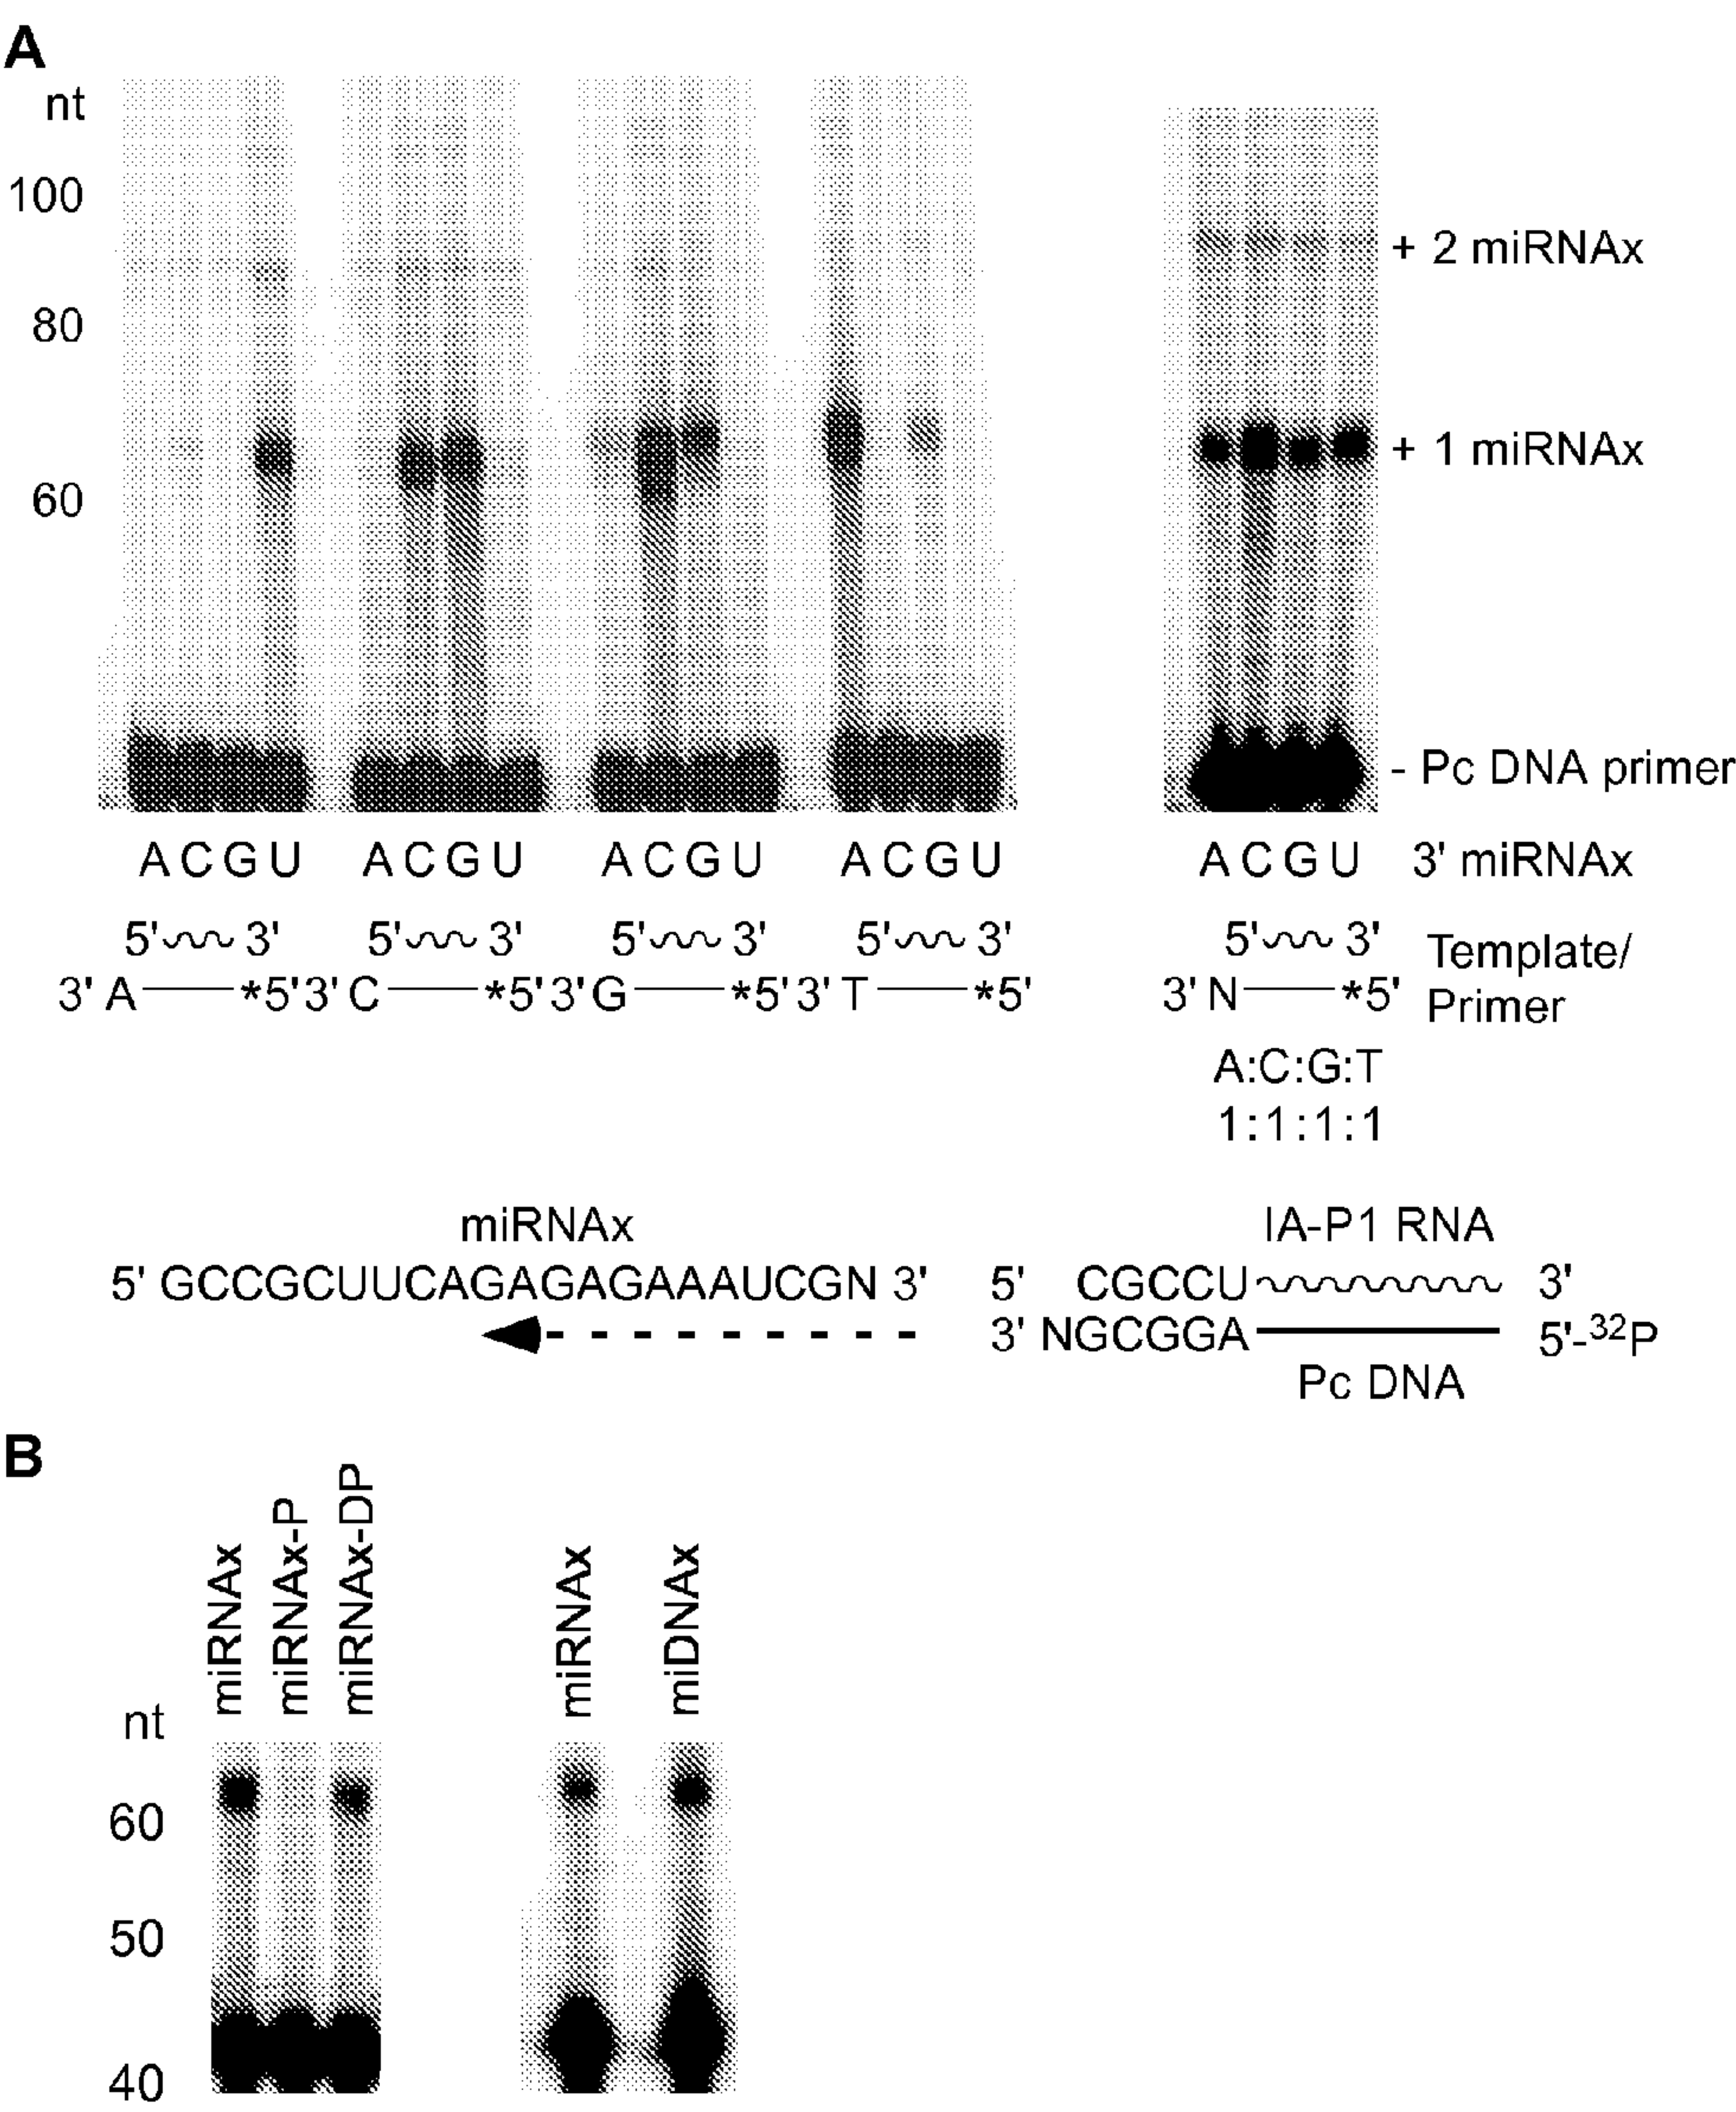 A
nt
100
80
60
+ 2 miRNAx
+ 1 miRNAx
- Pc DNA primer
A C G U A C G U A C G U A C G U A C G U 3' miRNAx
5' 3' 5' 3' 5' 3' 5' 3' 5' 3' Template/
3' A *5' 3' C *5' 3' G *5' 3' T *5' 3' N *5' Primer
A:C:G:T
1:1:1:1
miRNAx IA-P1 RNA
5' GCCGCUUCAGAGAGAAAUCGN 3' 5' CGCCU 3'
3' NGCGGA 5'-32P
Pc DNA
B
miRNAx
miRNAx-P
miRNAx-DP
miRNAx
miDNAx
nt
60
50
40